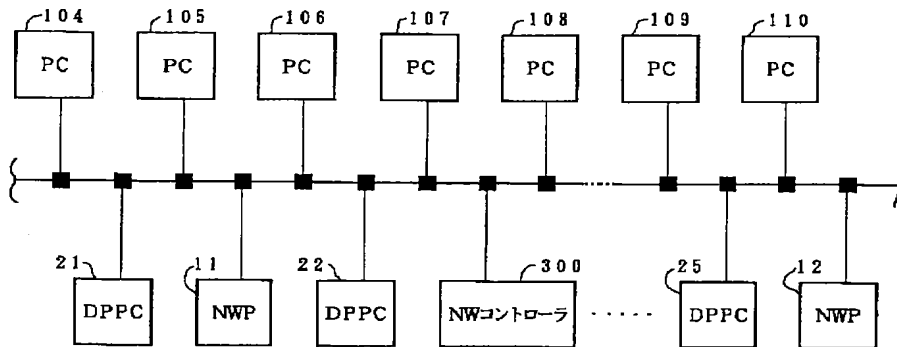 104 105 106 107 108 109 110
PC PC PC PC PC PC PC
21 11 22 300 25 12
DPPC NWP DPPC NWコントローラ DPPC NWP